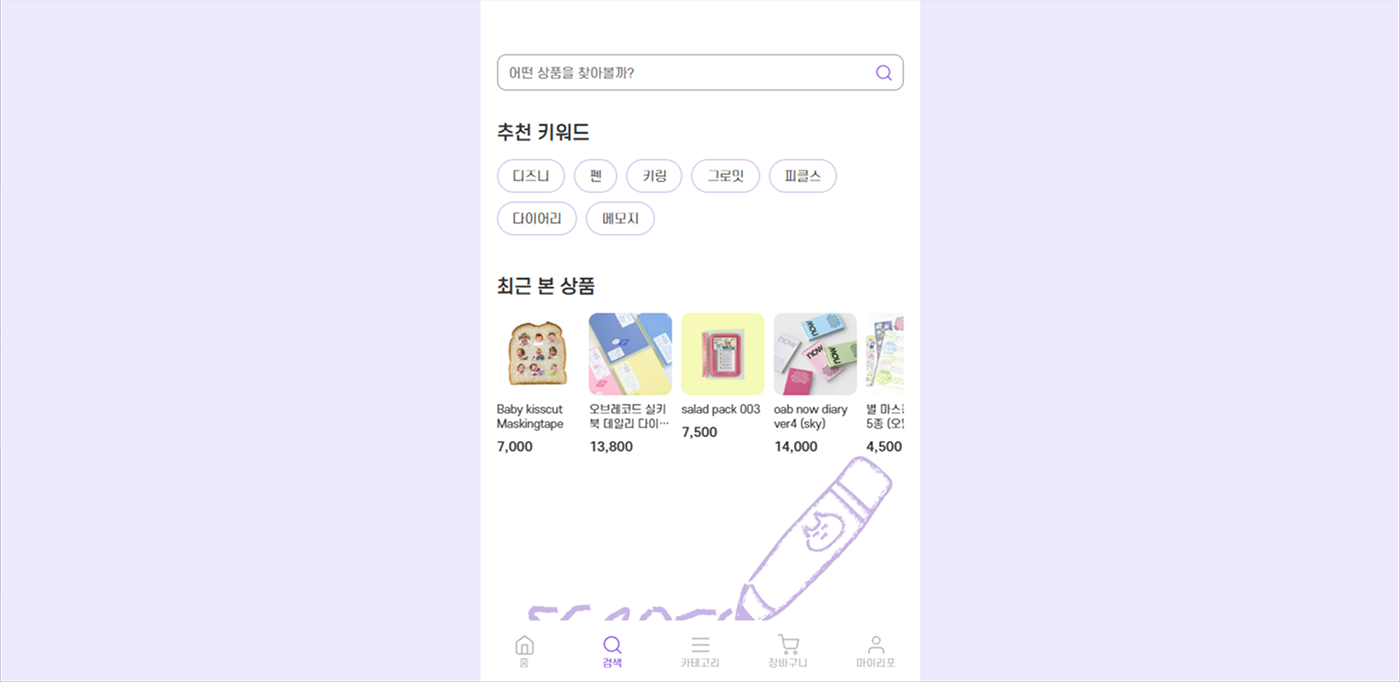 어떤 상품을 찾아볼까?
추천 키워드
디즈니 펜 키링 그로밋 피클스
다이어리 메모지
최근 본 상품
now now now
Baby kisscut 오브레코드 실키 salad pack 003 oab now diary 별 마스
Maskingtape 북 데일리 다이… 7,500 ver4 (sky) 5종 (오
7,000 13,800 14,000 4,500
홈 검색 카테고리 장바구니 마이리포